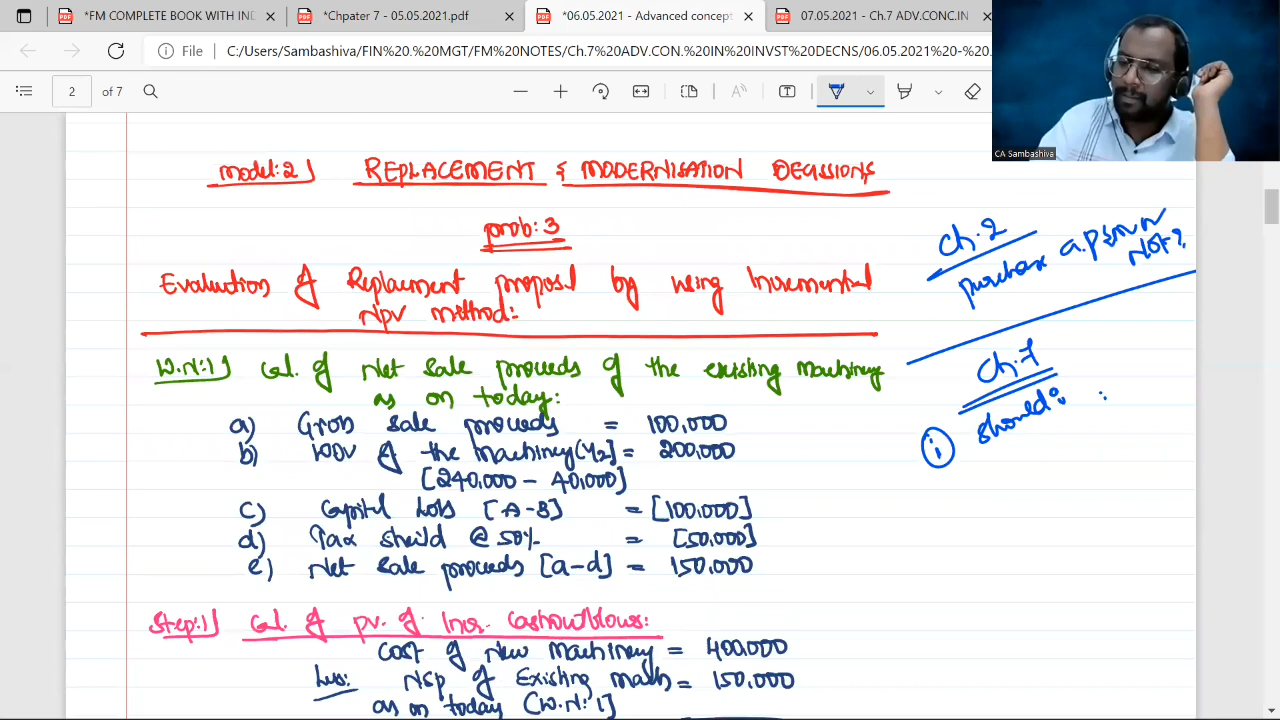 *FM COMPLETE BOOK WITH IND
*Chpater 7 - 05.05.2021.pdf
*06.05.2021 - Advanced concept
07.05.2021 - Ch.7 ADV.CONC.IN
File
C:/Users/Sambashiva/FIN%20.%20MGT/FM%20NOTES/Ch.7%20ADV.CON.%20IN%20INVST%20DECNS/06.05.2021%20-%20.
2 of 7
CA Sambashiva
Model:2] REPLACEMENT & MODERNISATION DECISIONS
prob: 3
Evaluation of Replacement proposal by using Incremental
NPV method:
W.N:1] Cal. of Net Sale proceeds of the existing Machinery
as on today:
a) Gross Sale proceeds = 100,000
b) WDV of the Machinery(Y2) = 200,000
[240,000 - 40,000]
c) Capital Loss [A-B] = [100,000]
d) Tax sheild @ 50% = [50,000]
e) Net Sale proceeds [a-d] = 150,000
Step:1] Cal. of pv. of Incr. Cashoutflows:
Cost of New Machinery = 400,000
Less: NSP of Existing Mach = 150,000
as on today [W.N:1]
Ch.2
purchase a.p Not?
Ch.7
i should